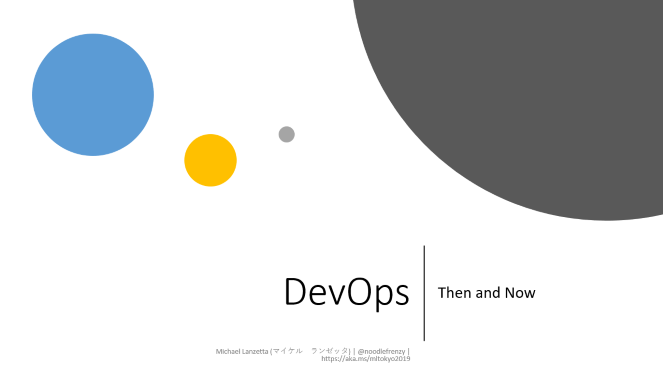 DevOps
Then and Now
Michael Lanzetta (マイケル　ランゼッタ) | @noodlefrenzy |
https://aka.ms/mltokyo2019